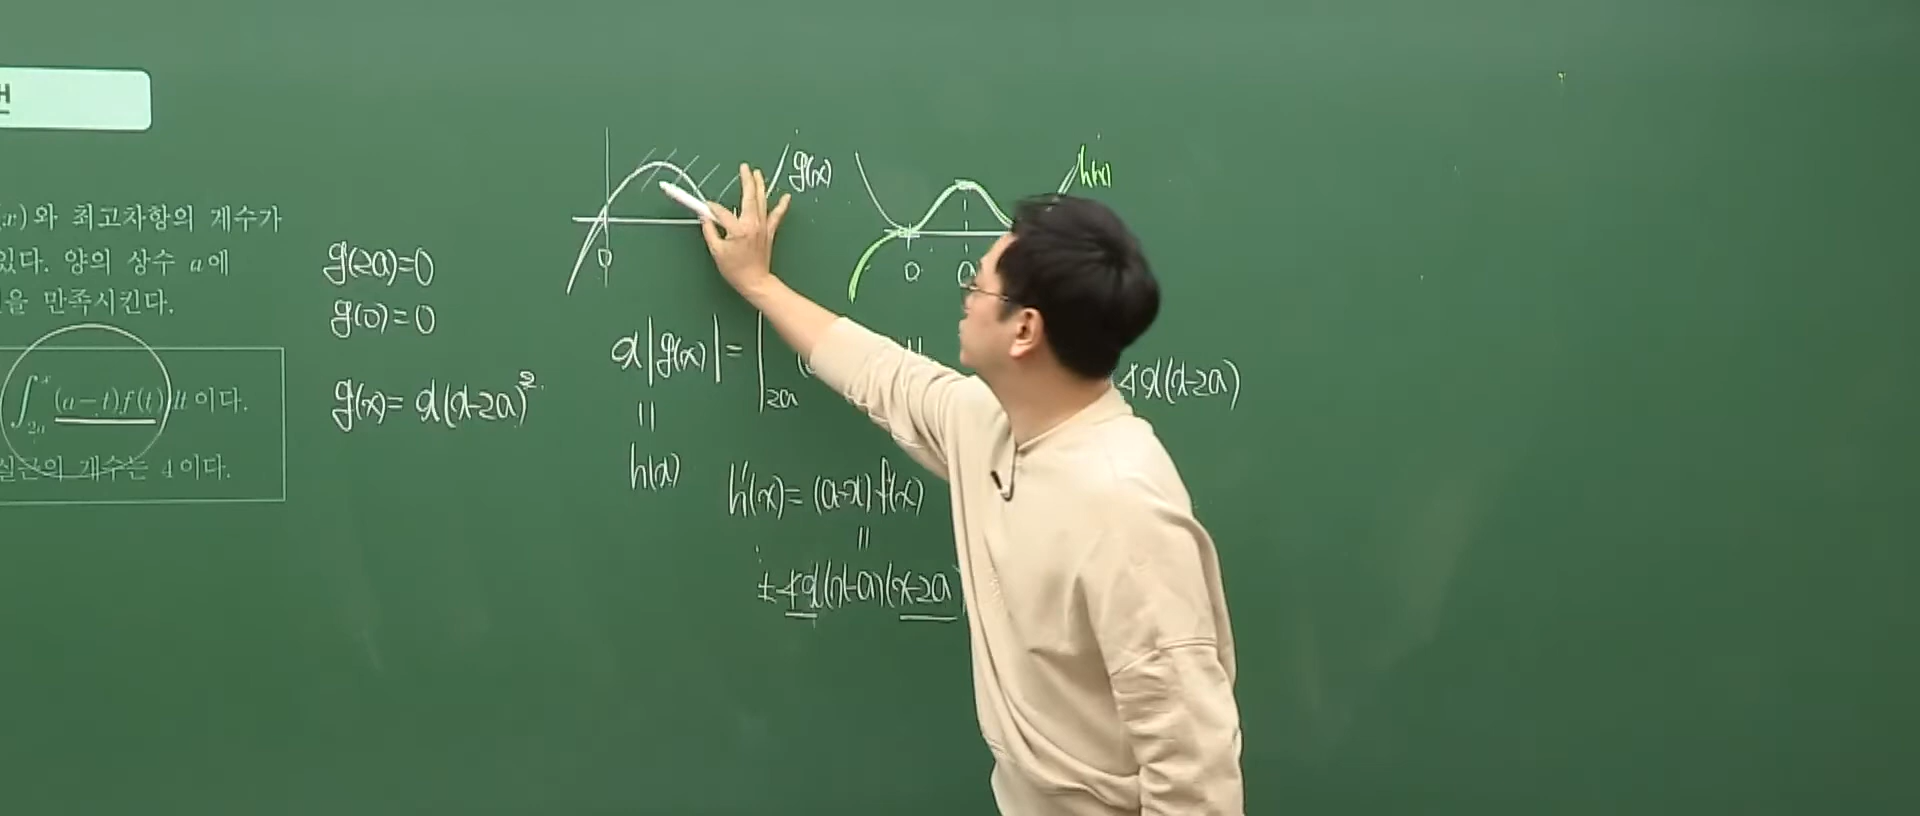 x)와 최고차항의 계수가
있다. 양의 상수 a에
을 만족시킨다.
∫_{2a}^{x} (a-t)f(t)dt이다.
실근의 개수는 4이다.
g(2a)=0
g(0)=0
g(x)= x(x-2a)²
g(x)
0
h(x)
0
x|g(x)|=
2a
||
h(x)
h'(x)= (a-x)f(x)
||
±4x(x-a)(x-2a
4x(x-2a)